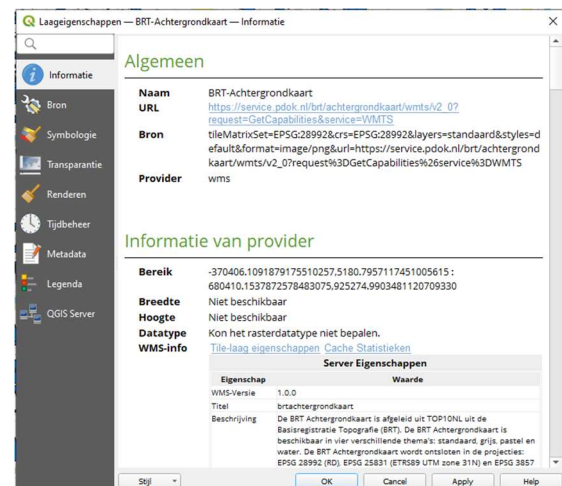 Laageigenschappen — BRT-Achtergrondkaart — Informatie
Informatie
Bron
Symbologie
Transparantie
Renderen
Tijdbeheer
Metadata
Legenda
QGIS Server
Algemeen
Naam BRT-Achtergrondkaart
URL https://service.pdok.nl/brt/achtergrondkaart/wmts/v2_0?
request=GetCapabilities&service=WMTS
Bron tileMatrixSet=EPSG:28992&crs=EPSG:28992&layers=standaard&styles=d
efault&format=image/png&url=https://service.pdok.nl/brt/achtergrond
kaart/wmts/v2_0?request%3DGetCapabilities%26service%3DWMTS
Provider wms
Informatie van provider
Bereik -370406.1091879175510257,5180.7957117451005615 :
680410.1537872578483075,925274.9903481120709330
Breedte Niet beschikbaar
Hoogte Niet beschikbaar
Datatype Kon het rasterdatatype niet bepalen.
WMS-info Tile-laag eigenschappen Cache Statistieken
Server Eigenschappen
Eigenschap Waarde
WMS-Versie 1.0.0
Titel brtachtergrondkaart
Beschrijving De BRT Achtergrondkaart is afgeleid uit TOP10NL uit de
Basisregistratie Topografie (BRT). De BRT Achtergrondkaart is
beschikbaar in vier verschillende thema's: standaard, grijs, pastel en
water. De BRT Achtergrondkaart wordt ontsloten in de projecties:
EPSG 28992 (RD), EPSG 25831 (ETRS89 UTM zone 31N) en EPSG 3857
Stijl OK Cancel Apply Help